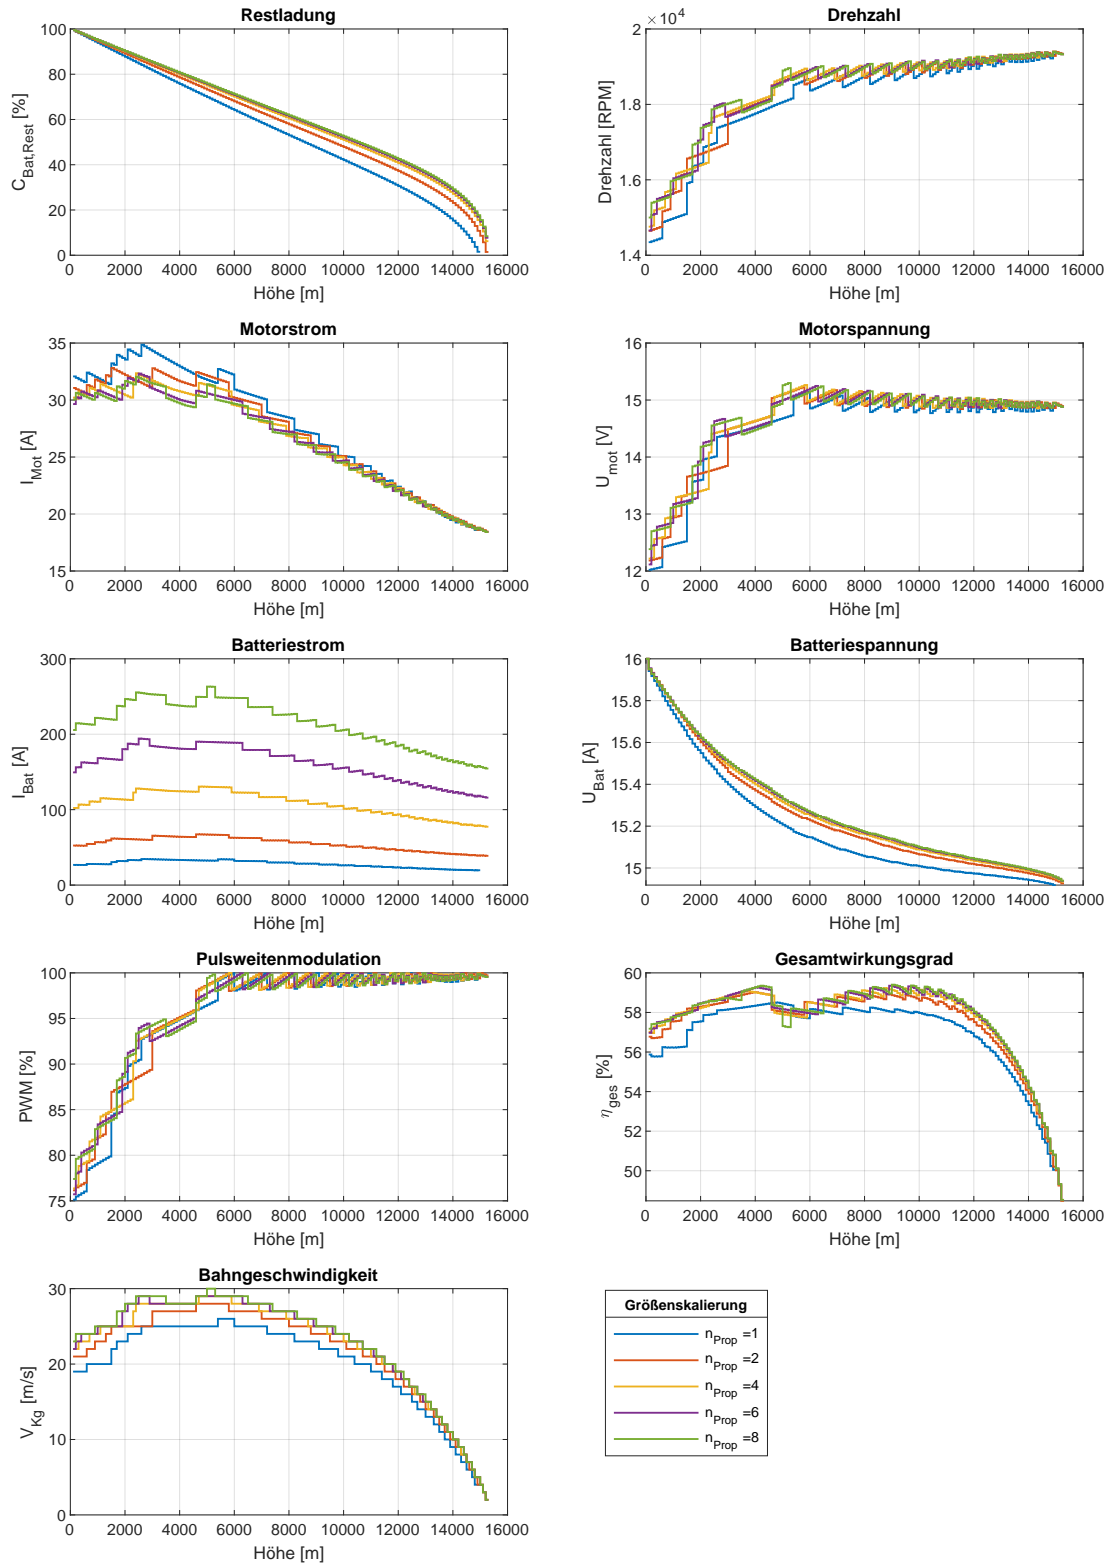 Restladung
C_Bat,Rest [%]
100
80
60
40
20
0
0 2000 4000 6000 8000 10000 12000 14000 16000
Höhe [m]
Drehzahl
×10^4
Drehzahl [RPM]
2
1.8
1.6
1.4
0 2000 4000 6000 8000 10000 12000 14000 16000
Höhe [m]
Motorstrom
I_Mot [A]
35
30
25
20
15
0 2000 4000 6000 8000 10000 12000 14000 16000
Höhe [m]
Motorspannung
U_mot [V]
16
15
14
13
12
0 2000 4000 6000 8000 10000 12000 14000 16000
Höhe [m]
Batteriestrom
I_Bat [A]
300
200
100
0
0 2000 4000 6000 8000 10000 12000 14000 16000
Höhe [m]
Batteriespannung
U_Bat [A]
16
15.8
15.6
15.4
15.2
15
0 2000 4000 6000 8000 10000 12000 14000 16000
Höhe [m]
Pulsweitenmodulation
PWM [%]
100
95
90
85
80
75
0 2000 4000 6000 8000 10000 12000 14000 16000
Höhe [m]
Gesamtwirkungsgrad
η_ges [%]
60
58
56
54
52
50
0 2000 4000 6000 8000 10000 12000 14000 16000
Höhe [m]
Bahngeschwindigkeit
V_Kg [m/s]
30
20
10
0
0 2000 4000 6000 8000 10000 12000 14000 16000
Höhe [m]
Größenskalierung
n_Prop =1
n_Prop =2
n_Prop =4
n_Prop =6
n_Prop =8